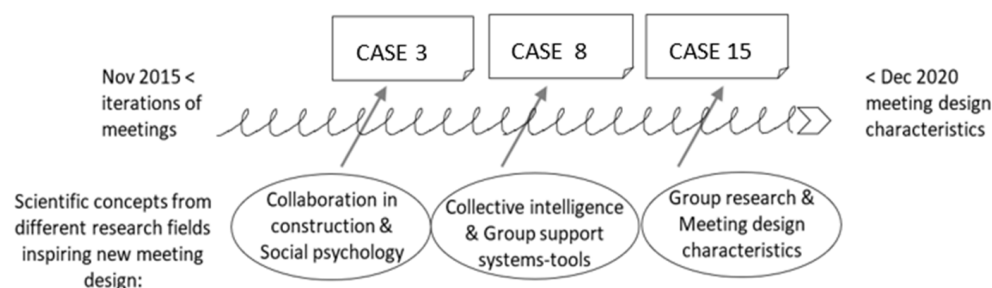 CASE 3
CASE 8
CASE 15
Nov 2015 <
iterations of
meetings
< Dec 2020
meeting design
characteristics
Scientific concepts from
different research fields
inspiring new meeting
design:
Collaboration in
construction &
Social psychology
Collective intelligence
& Group support
systems-tools
Group research &
Meeting design
characteristics